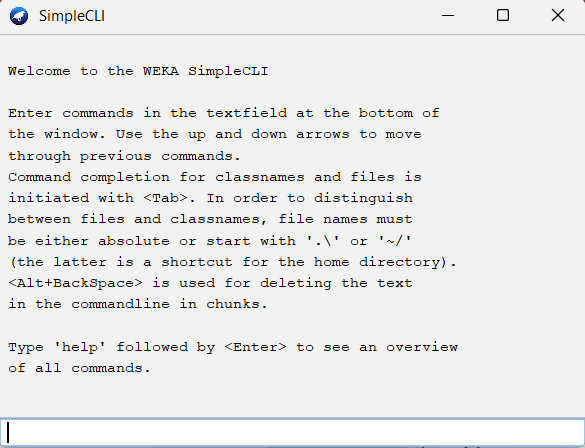 SimpleCLI
Welcome to the WEKA SimpleCLI
Enter commands in the textfield at the bottom of
the window. Use the up and down arrows to move
through previous commands.
Command completion for classnames and files is
initiated with <Tab>. In order to distinguish
between files and classnames, file names must
be either absolute or start with '.\' or '~/'
(the latter is a shortcut for the home directory).
<Alt+BackSpace> is used for deleting the text
in the commandline in chunks.
Type 'help' followed by <Enter> to see an overview
of all commands.